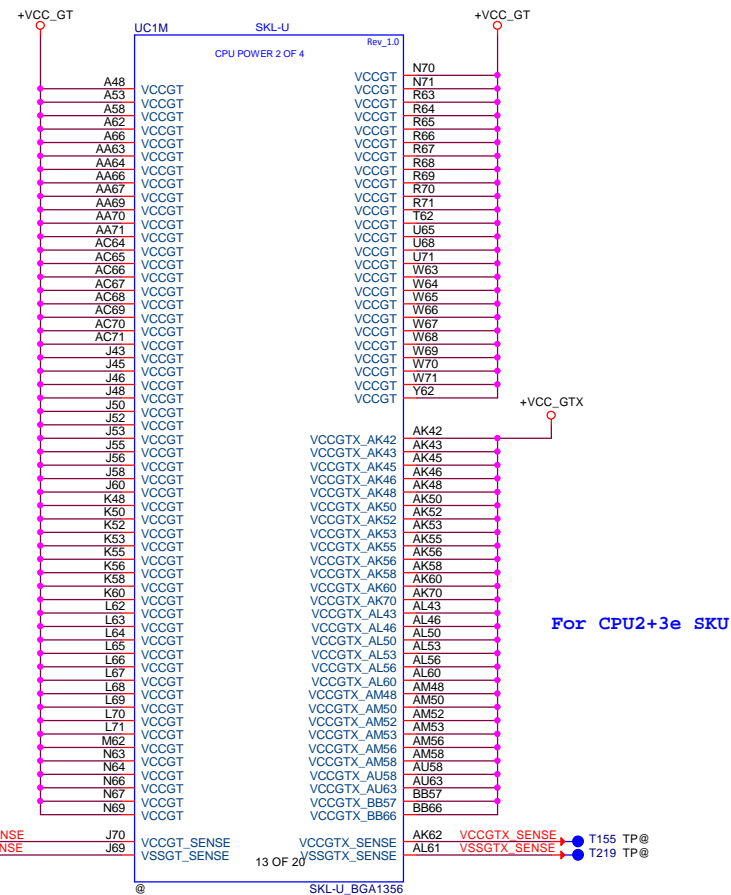 +VCC_GT
+VCC_GT
UC1M SKL-U
Rev_1.0
CPU POWER 2 OF 4
VCCGT N70
A48 VCCGT VCCGT N71
A53 VCCGT VCCGT R63
A58 VCCGT VCCGT R64
A62 VCCGT VCCGT R65
A66 VCCGT VCCGT R66
AA63 VCCGT VCCGT R67
AA64 VCCGT VCCGT R68
AA66 VCCGT VCCGT R69
AA67 VCCGT VCCGT R70
AA69 VCCGT VCCGT R71
AA70 VCCGT VCCGT T62
AA71 VCCGT VCCGT U65
AC64 VCCGT VCCGT U68
AC65 VCCGT VCCGT U71
AC66 VCCGT VCCGT W63
AC67 VCCGT VCCGT W64
AC68 VCCGT VCCGT W65
AC69 VCCGT VCCGT W66
AC70 VCCGT VCCGT W67
AC71 VCCGT VCCGT W68
J43 VCCGT VCCGT W69
J45 VCCGT VCCGT W70
J46 VCCGT VCCGT W71
J48 VCCGT VCCGT Y62
J50 VCCGT
+VCC_GTX
J52 VCCGT
J53 VCCGT VCCGTX_AK42 AK42
J55 VCCGT VCCGTX_AK43 AK43
J56 VCCGT VCCGTX_AK45 AK45
J58 VCCGT VCCGTX_AK46 AK46
J60 VCCGT VCCGTX_AK48 AK48
K48 VCCGT VCCGTX_AK50 AK50
K50 VCCGT VCCGTX_AK52 AK52
K52 VCCGT VCCGTX_AK53 AK53
K53 VCCGT VCCGTX_AK55 AK55
K55 VCCGT VCCGTX_AK56 AK56
K56 VCCGT VCCGTX_AK58 AK58
K58 VCCGT VCCGTX_AK60 AK60
K60 VCCGT VCCGTX_AK70 AK70
L62 VCCGT VCCGTX_AL43 AL43
L63 VCCGT VCCGTX_AL46 AL46
For CPU2+3e SKU
L64 VCCGT VCCGTX_AL50 AL50
L65 VCCGT VCCGTX_AL53 AL53
L66 VCCGT VCCGTX_AL56 AL56
L67 VCCGT VCCGTX_AL60 AL60
L68 VCCGT VCCGTX_AM48 AM48
L69 VCCGT VCCGTX_AM50 AM50
L70 VCCGT VCCGTX_AM52 AM52
L71 VCCGT VCCGTX_AM53 AM53
M62 VCCGT VCCGTX_AM56 AM56
N63 VCCGT VCCGTX_AM58 AM58
N64 VCCGT VCCGTX_AU58 AU58
N66 VCCGT VCCGTX_AU63 AU63
N67 VCCGT VCCGTX_BB57 BB57
N69 VCCGT VCCGTX_BB66 BB66
NSE J70 VCCGT_SENSE VCCGTX_SENSE AK62 VCCGTX_SENSE T155 TP@
NSE J69 VSSGT_SENSE VSSGTX_SENSE AL61 VSSGTX_SENSE T219 TP@
13 OF 20
@ SKL-U_BGA1356